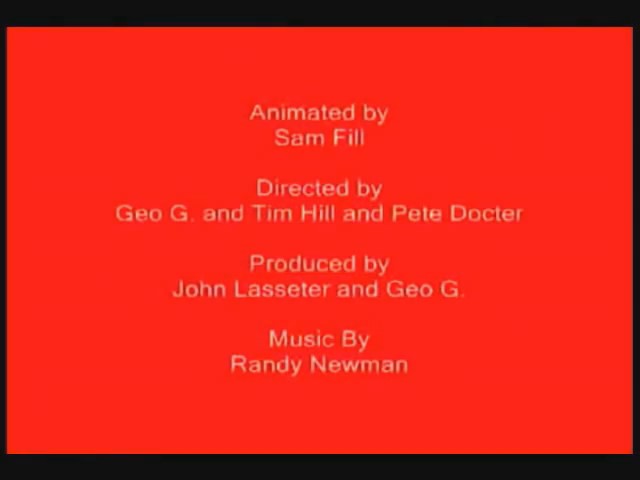 Animated by
Sam Fill
Directed by
Geo G. and Tim Hill and Pete Docter
Produced by
John Lasseter and Geo G.
Music By
Randy Newman